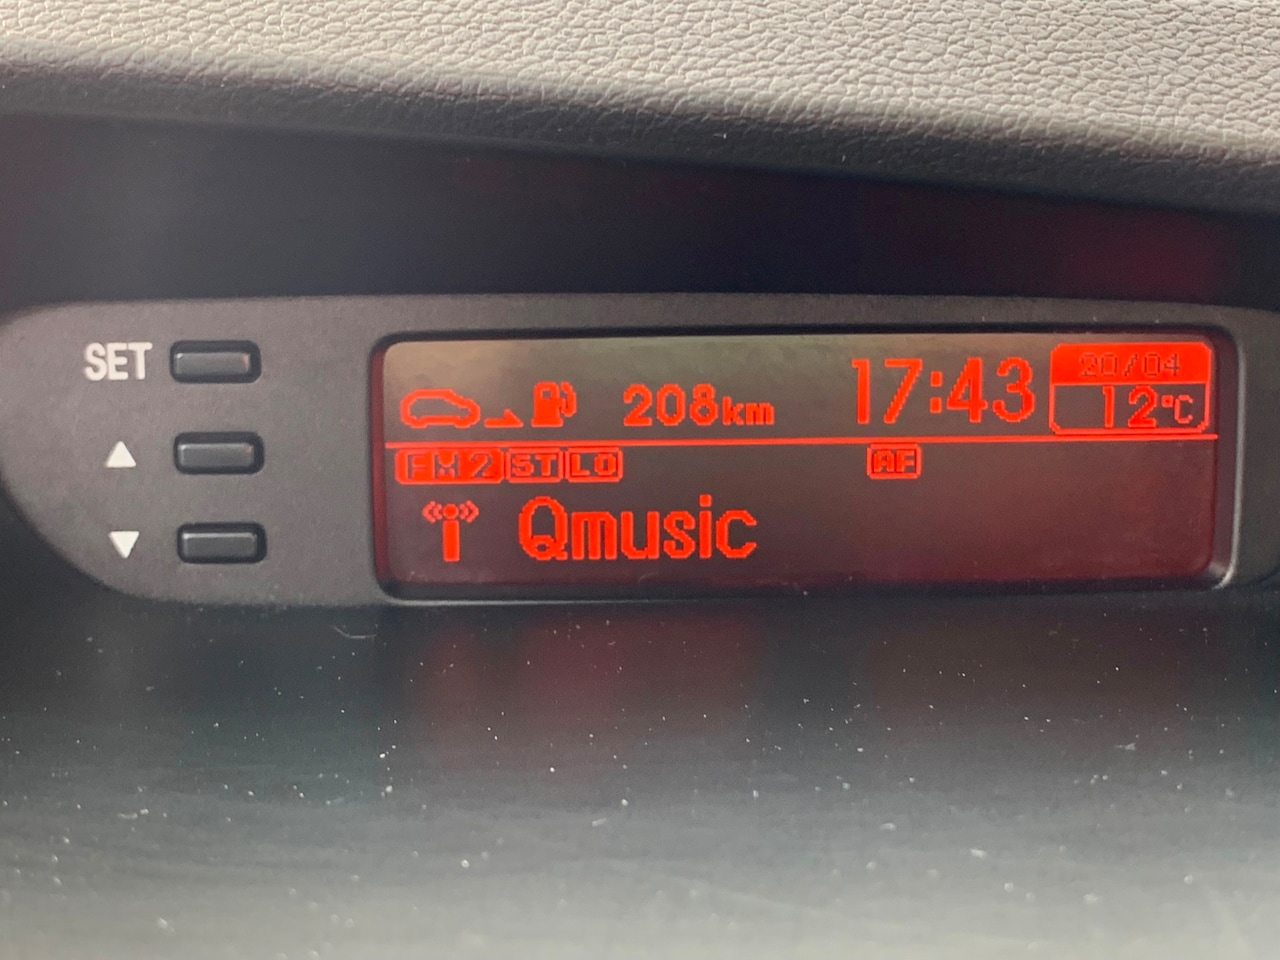 SET
208km
17:43
20/04
12°C
FM2 ST LO
AF
Qmusic